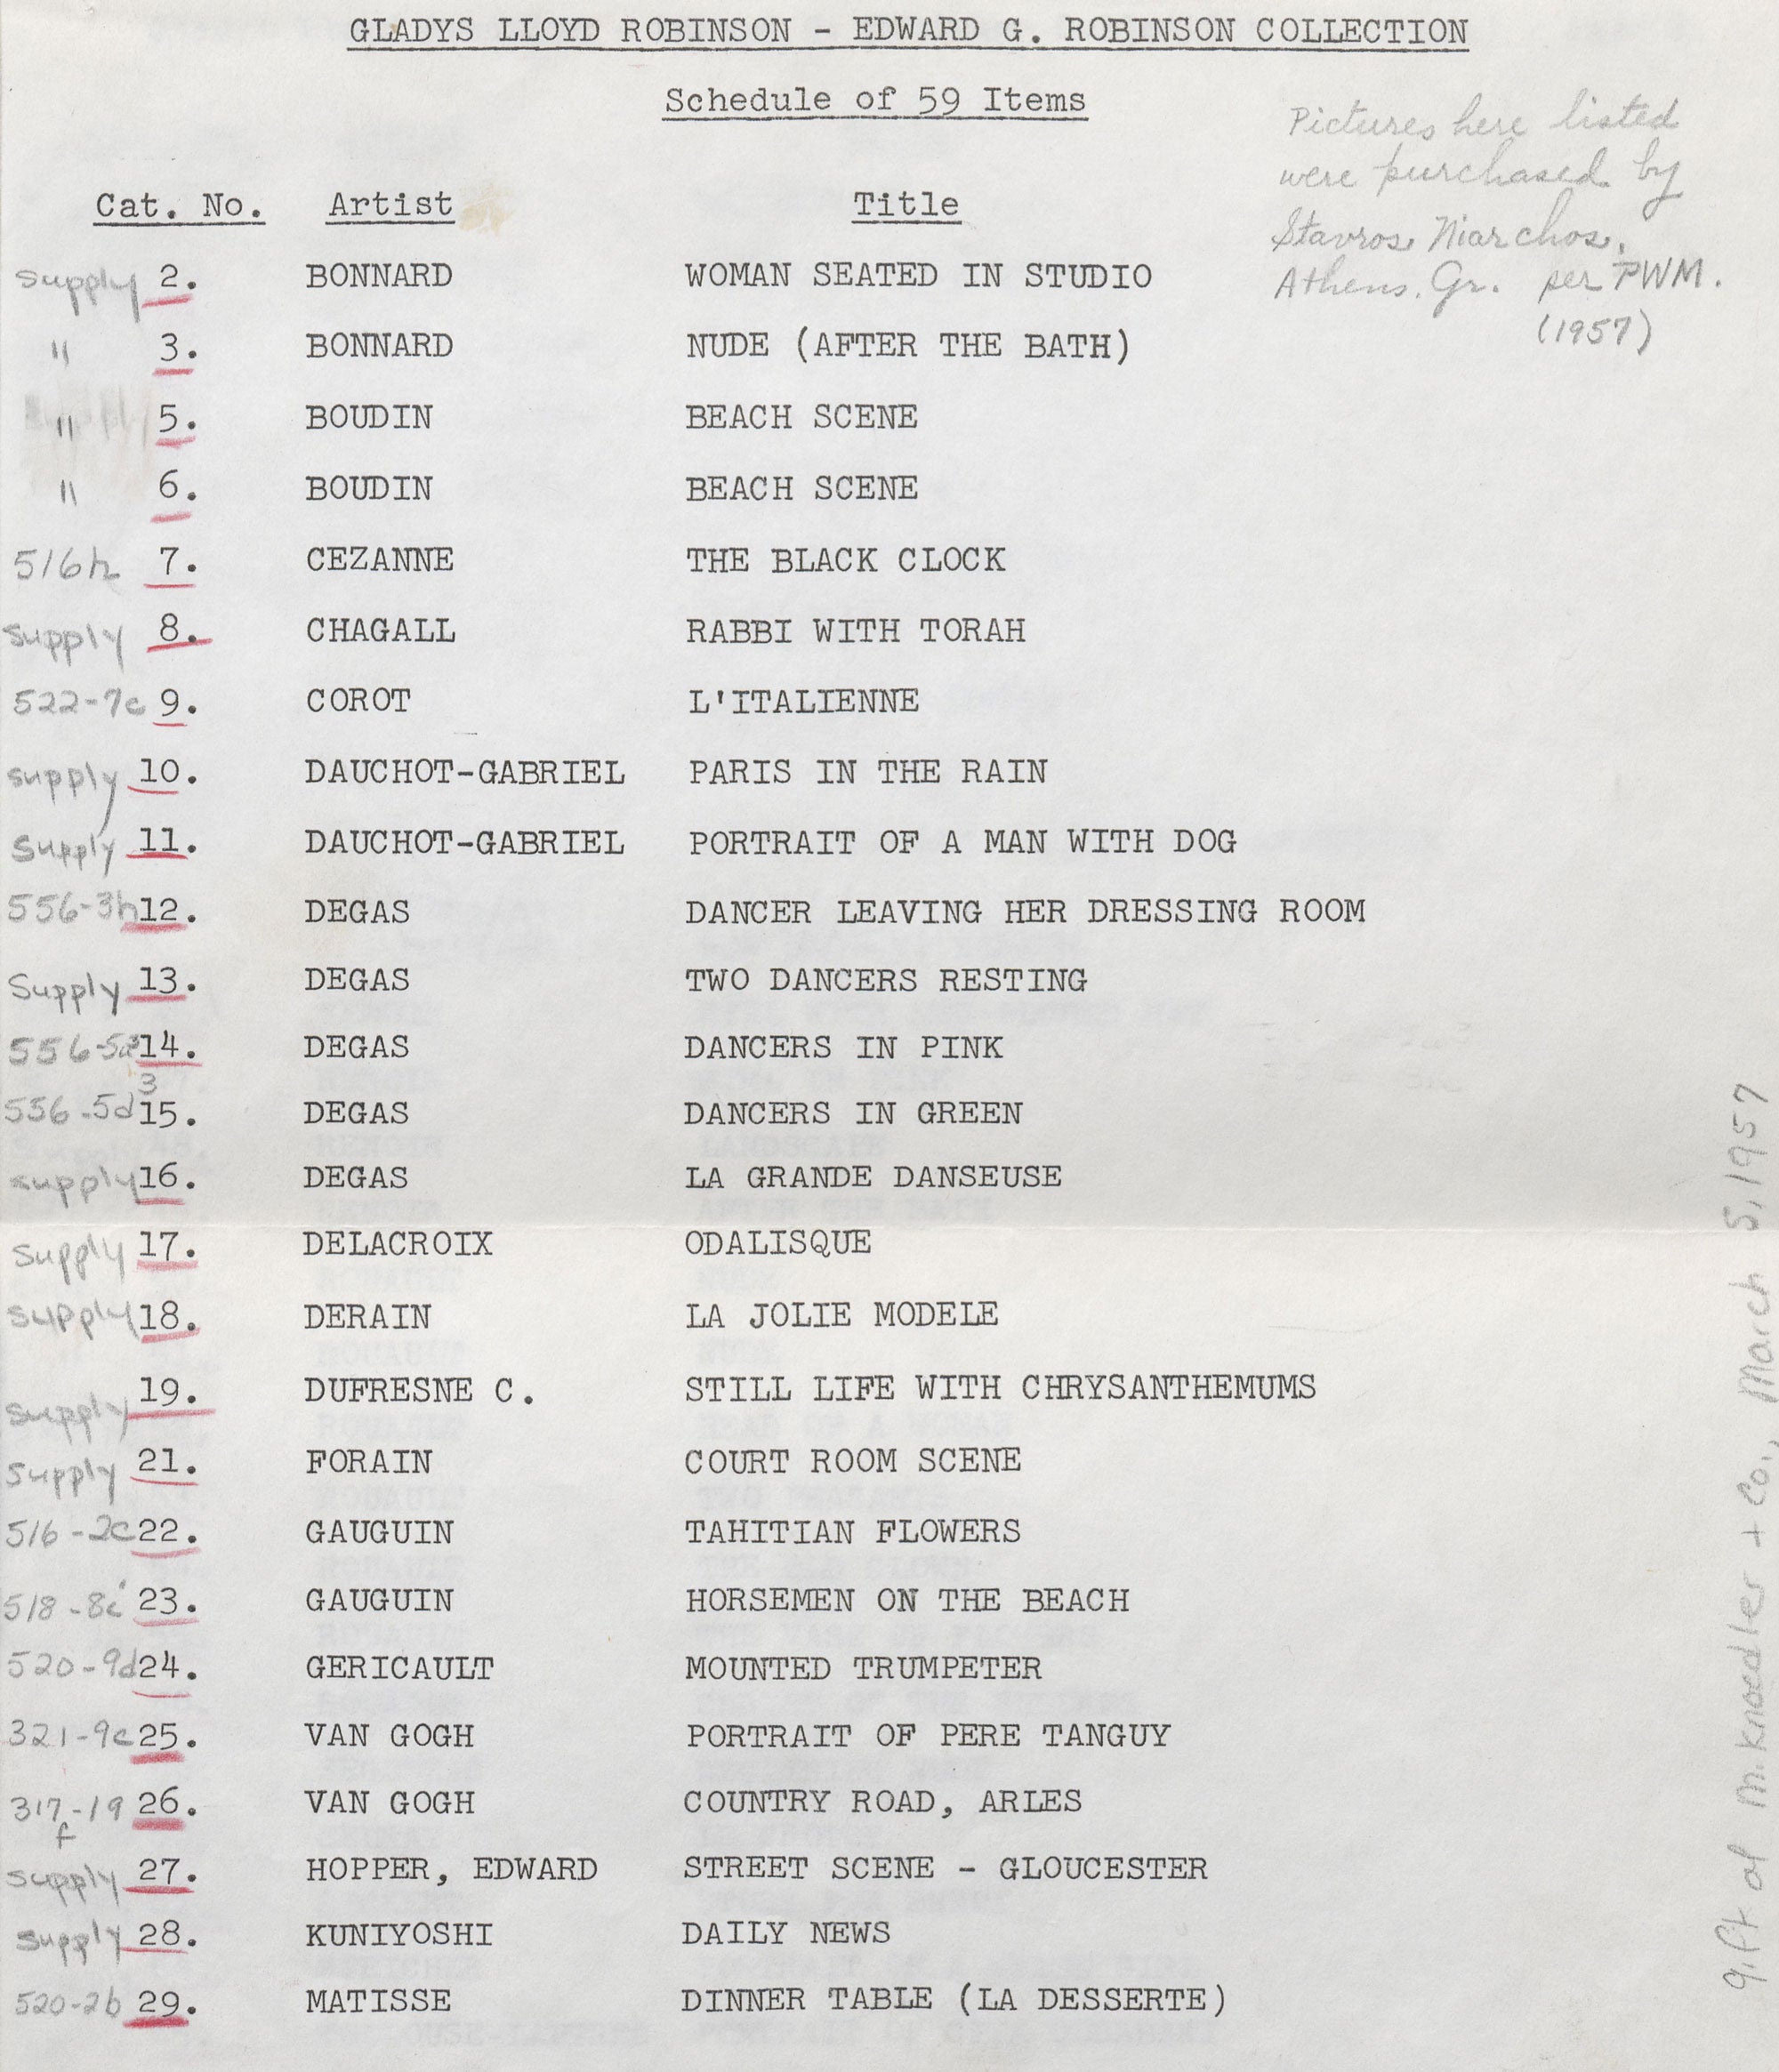 GLADYS LLOYD ROBINSON - EDWARD G. ROBINSON COLLECTION
Schedule of 59 Items
Pictures here listed
were purchased by
Stavros Niarchos,
Athens, Gr. per PWM.
(1957)
Cat. No. Artist Title
supply 2. BONNARD WOMAN SEATED IN STUDIO
" 3. BONNARD NUDE (AFTER THE BATH)
" 5. BOUDIN BEACH SCENE
" 6. BOUDIN BEACH SCENE
516h 7. CEZANNE THE BLACK CLOCK
supply 8. CHAGALL RABBI WITH TORAH
522-7c 9. COROT L'ITALIENNE
supply 10. DAUCHOT-GABRIEL PARIS IN THE RAIN
supply 11. DAUCHOT-GABRIEL PORTRAIT OF A MAN WITH DOG
556-3h 12. DEGAS DANCER LEAVING HER DRESSING ROOM
Supply 13. DEGAS TWO DANCERS RESTING
14. DEGAS DANCERS IN PINK
556-5d3 15. DEGAS DANCERS IN GREEN
supply 16. DEGAS LA GRANDE DANSEUSE
supply 17. DELACROIX ODALISQUE
supply 18. DERAIN LA JOLIE MODELE
supply 19. DUFRESNE C. STILL LIFE WITH CHRYSANTHEMUMS
supply 21. FORAIN COURT ROOM SCENE
516-2c 22. GAUGUIN TAHITIAN FLOWERS
518-8i 23. GAUGUIN HORSEMEN ON THE BEACH
520-9d 24. GERICAULT MOUNTED TRUMPETER
321-9c 25. VAN GOGH PORTRAIT OF PERE TANGUY
317-19 f 26. VAN GOGH COUNTRY ROAD, ARLES
supply 27. HOPPER, EDWARD STREET SCENE - GLOUCESTER
supply 28. KUNIYOSHI DAILY NEWS
520-2b 29. MATISSE DINNER TABLE (LA DESSERTE)
gift of M. Knoedler + Co., March 5, 1957